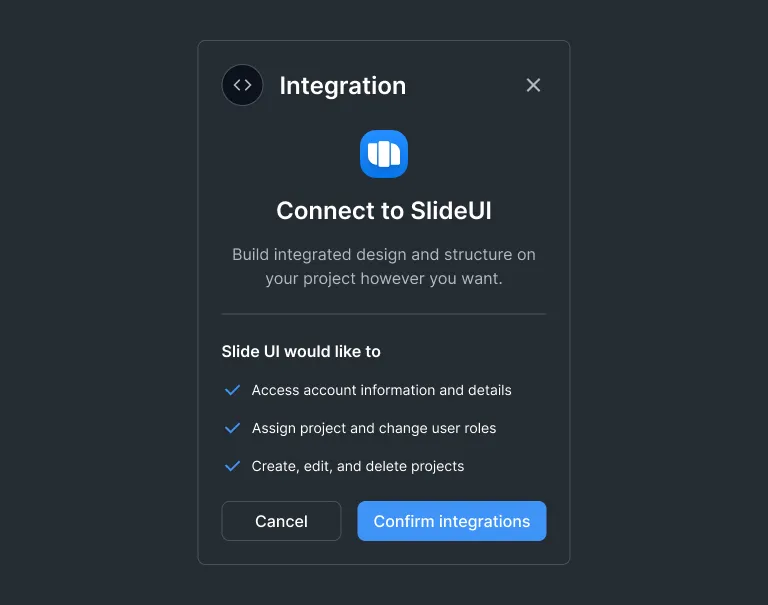 Integration
Connect to SlideUI
Build integrated design and structure on
your project however you want.
Slide UI would like to
Access account information and details
Assign project and change user roles
Create, edit, and delete projects
Cancel
Confirm integrations